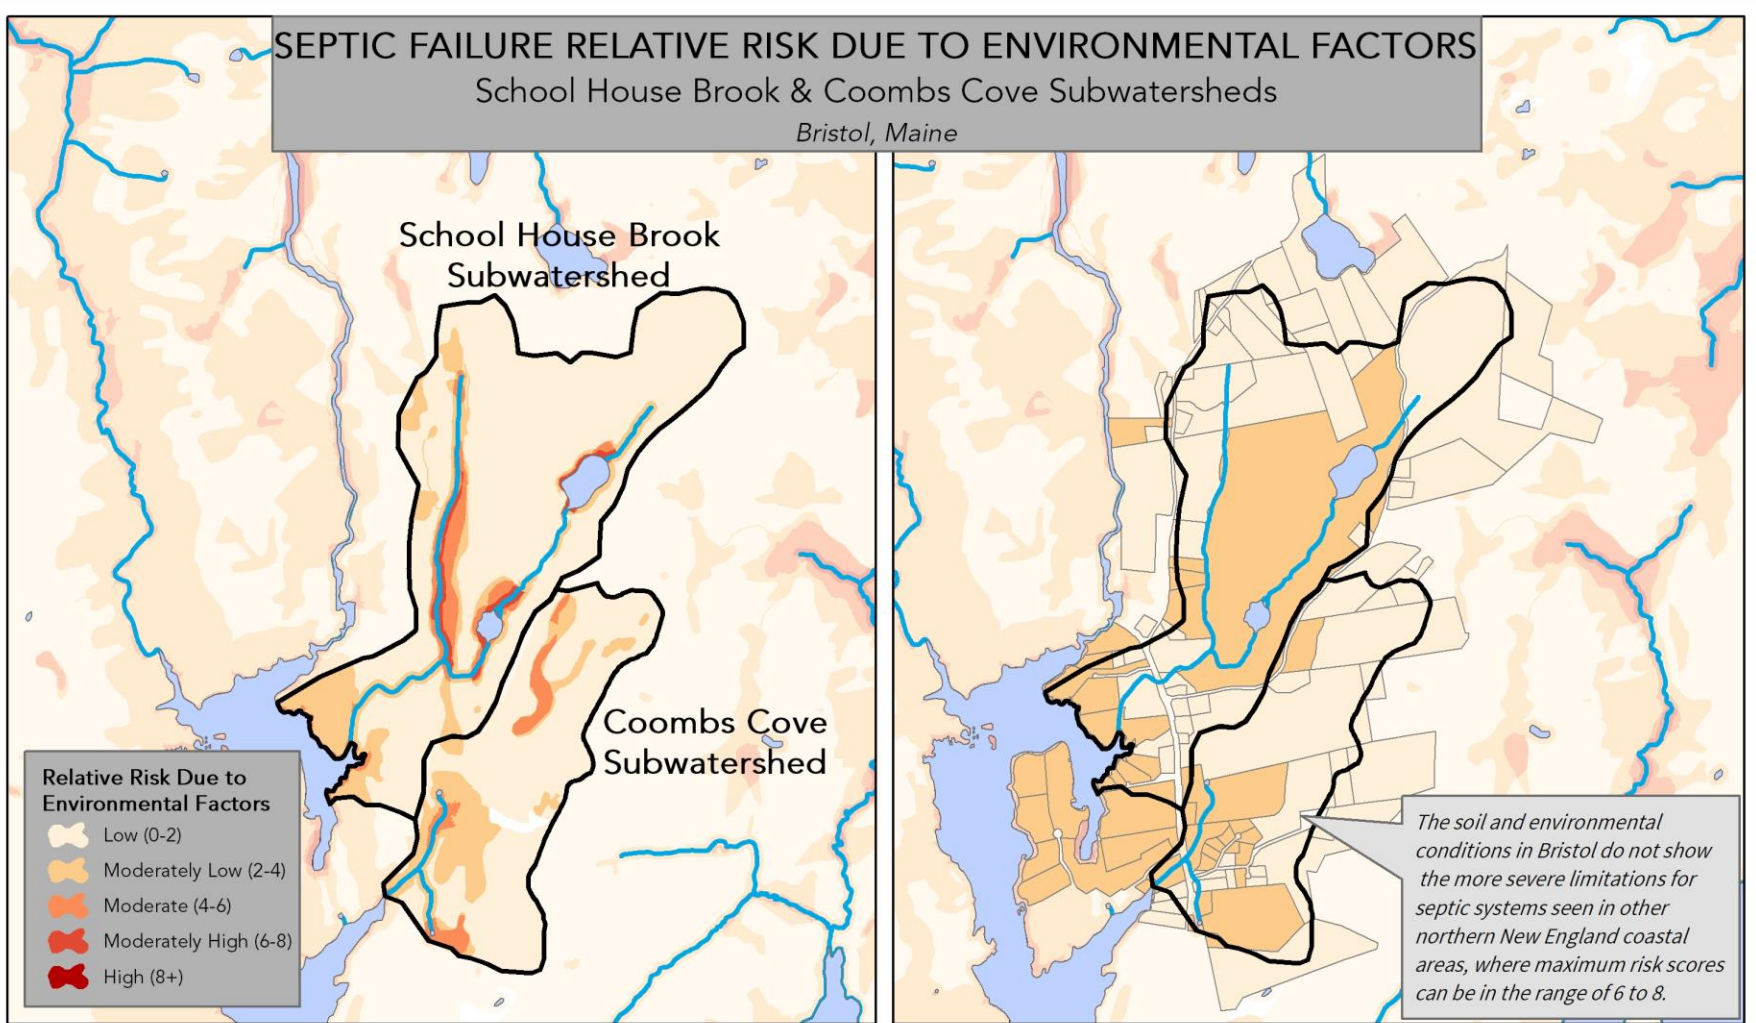 SEPTIC FAILURE RELATIVE RISK DUE TO ENVIRONMENTAL FACTORS
School House Brook & Coombs Cove Subwatersheds
Bristol, Maine
School House Brook
Subwatershed
Coombs Cove
Subwatershed
Relative Risk Due to
Environmental Factors
Low (0-2)
Moderately Low (2-4)
Moderate (4-6)
Moderately High (6-8)
High (8+)
The soil and environmental
conditions in Bristol do not show
the more severe limitations for
septic systems seen in other
northern New England coastal
areas, where maximum risk scores
can be in the range of 6 to 8.